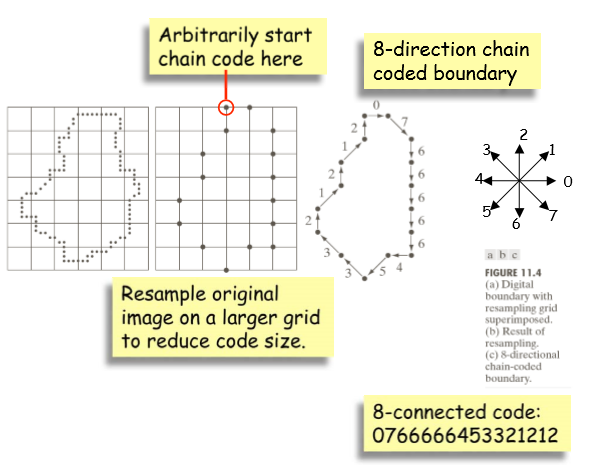 Arbitrarily start
chain code here
8-direction chain
coded boundary
0
2
7
1
6
2
6
1
6
2
6
6
3
4
3
5
2
3
1
4
0
5
6
7
a b c
FIGURE 11.4
(a) Digital
boundary with
resampling grid
superimposed.
(b) Result of
resampling.
(c) 8-directional
chain-coded
boundary.
Resample original
image on a larger grid
to reduce code size.
8-connected code:
0766666453321212